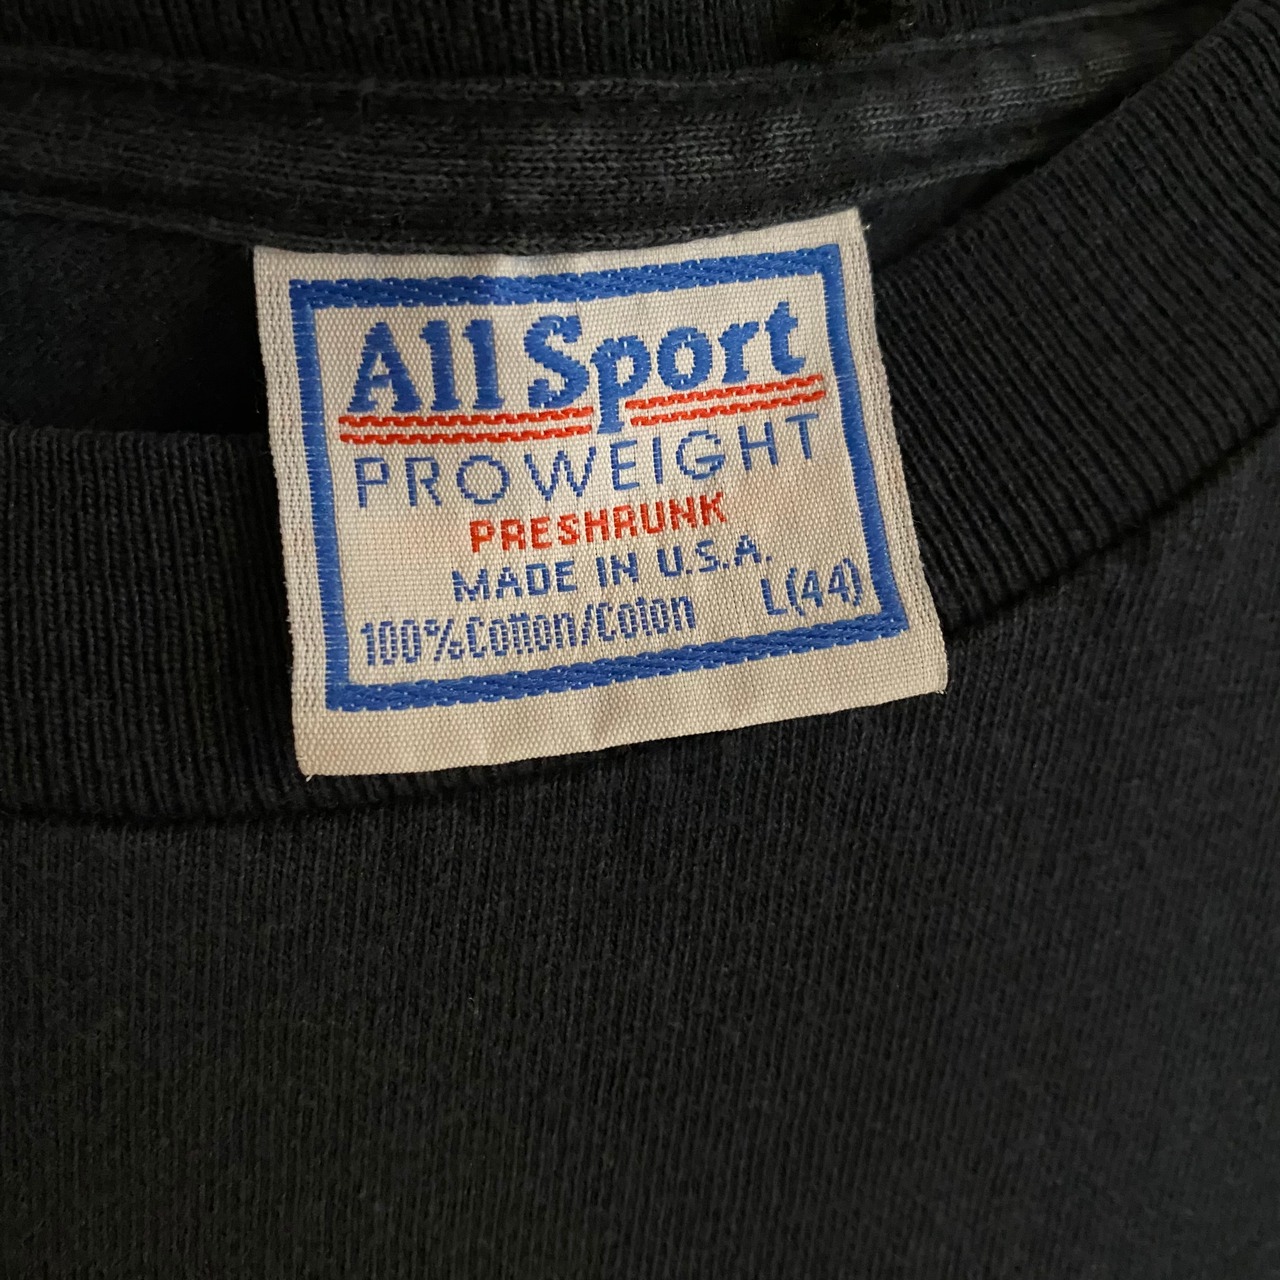 All Sport
PROWEIGHT
PRESHRUNK
MADE IN U.S.A.
100% Cotton/Coton L(44)